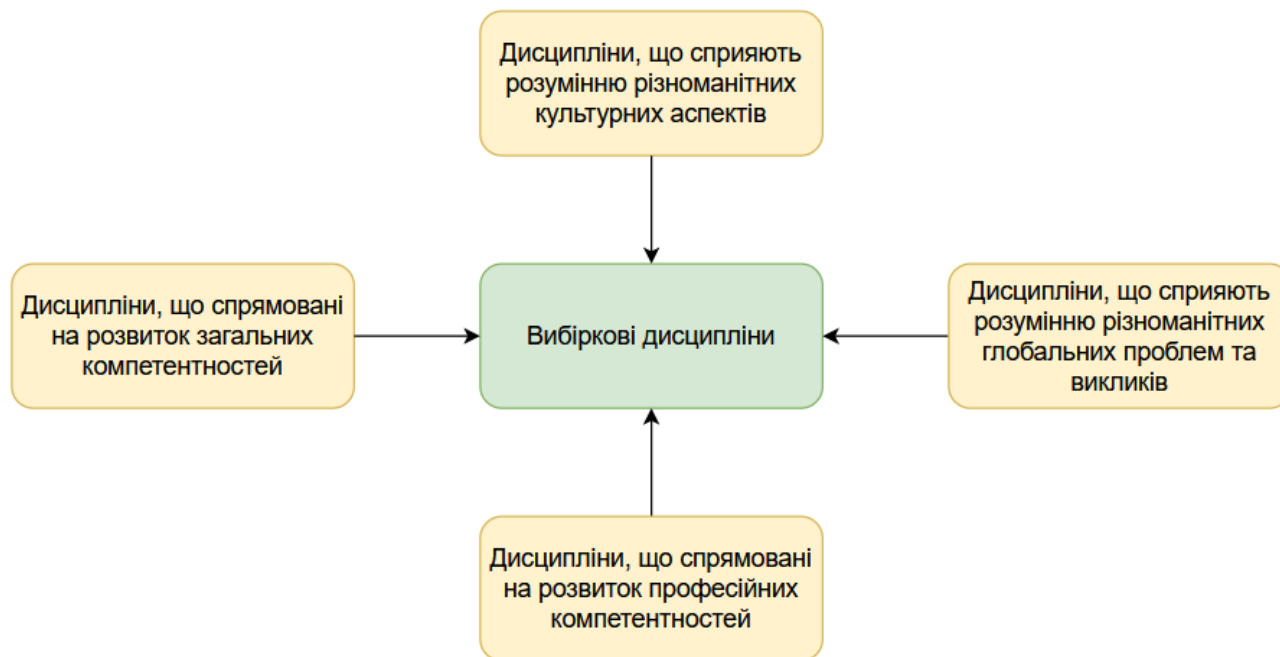 Дисципліни, що сприяють
розумінню різноманітних
культурних аспектів
Дисципліни, що спрямовані
на розвиток загальних
компетентностей
Вибіркові дисципліни
Дисципліни, що сприяють
розумінню різноманітних
глобальних проблем та
викликів
Дисципліни, що спрямовані
на розвиток професійних
компетентностей